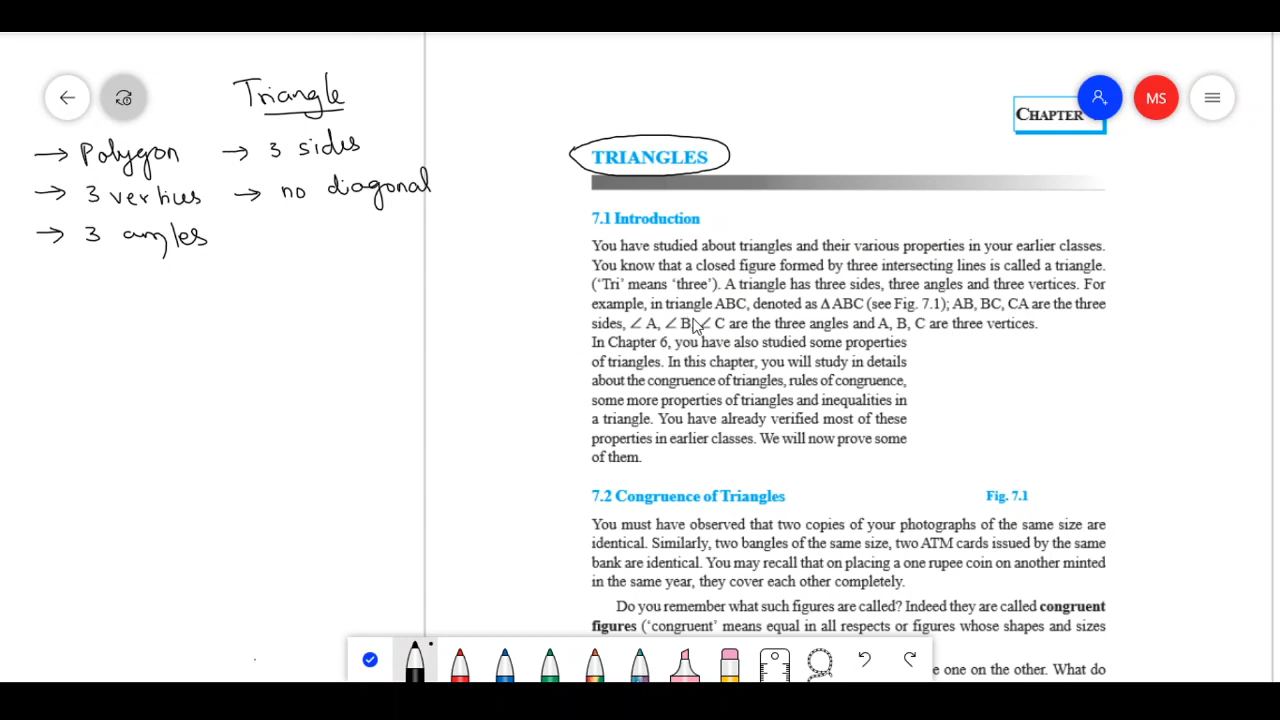 Triangle
→ Polygon → 3 sides
→ 3 vertices → no diagonal
→ 3 angles
CHAPTER
MS
TRIANGLES
7.1 Introduction
You have studied about triangles and their various properties in your earlier classes.
You know that a closed figure formed by three intersecting lines is called a triangle.
(‘Tri’ means ‘three’). A triangle has three sides, three angles and three vertices. For
example, in triangle ABC, denoted as Δ ABC (see Fig. 7.1); AB, BC, CA are the three
sides, ∠ A, ∠ B, ∠ C are the three angles and A, B, C are three vertices.
In Chapter 6, you have also studied some properties
of triangles. In this chapter, you will study in details
about the congruence of triangles, rules of congruence,
some more properties of triangles and inequalities in
a triangle. You have already verified most of these
properties in earlier classes. We will now prove some
of them.
7.2 Congruence of Triangles
Fig. 7.1
You must have observed that two copies of your photographs of the same size are
identical. Similarly, two bangles of the same size, two ATM cards issued by the same
bank are identical. You may recall that on placing a one rupee coin on another minted
in the same year, they cover each other completely.
Do you remember what such figures are called? Indeed they are called congruent
figures (‘congruent’ means equal in all respects or figures whose shapes and sizes
one on the other. What do